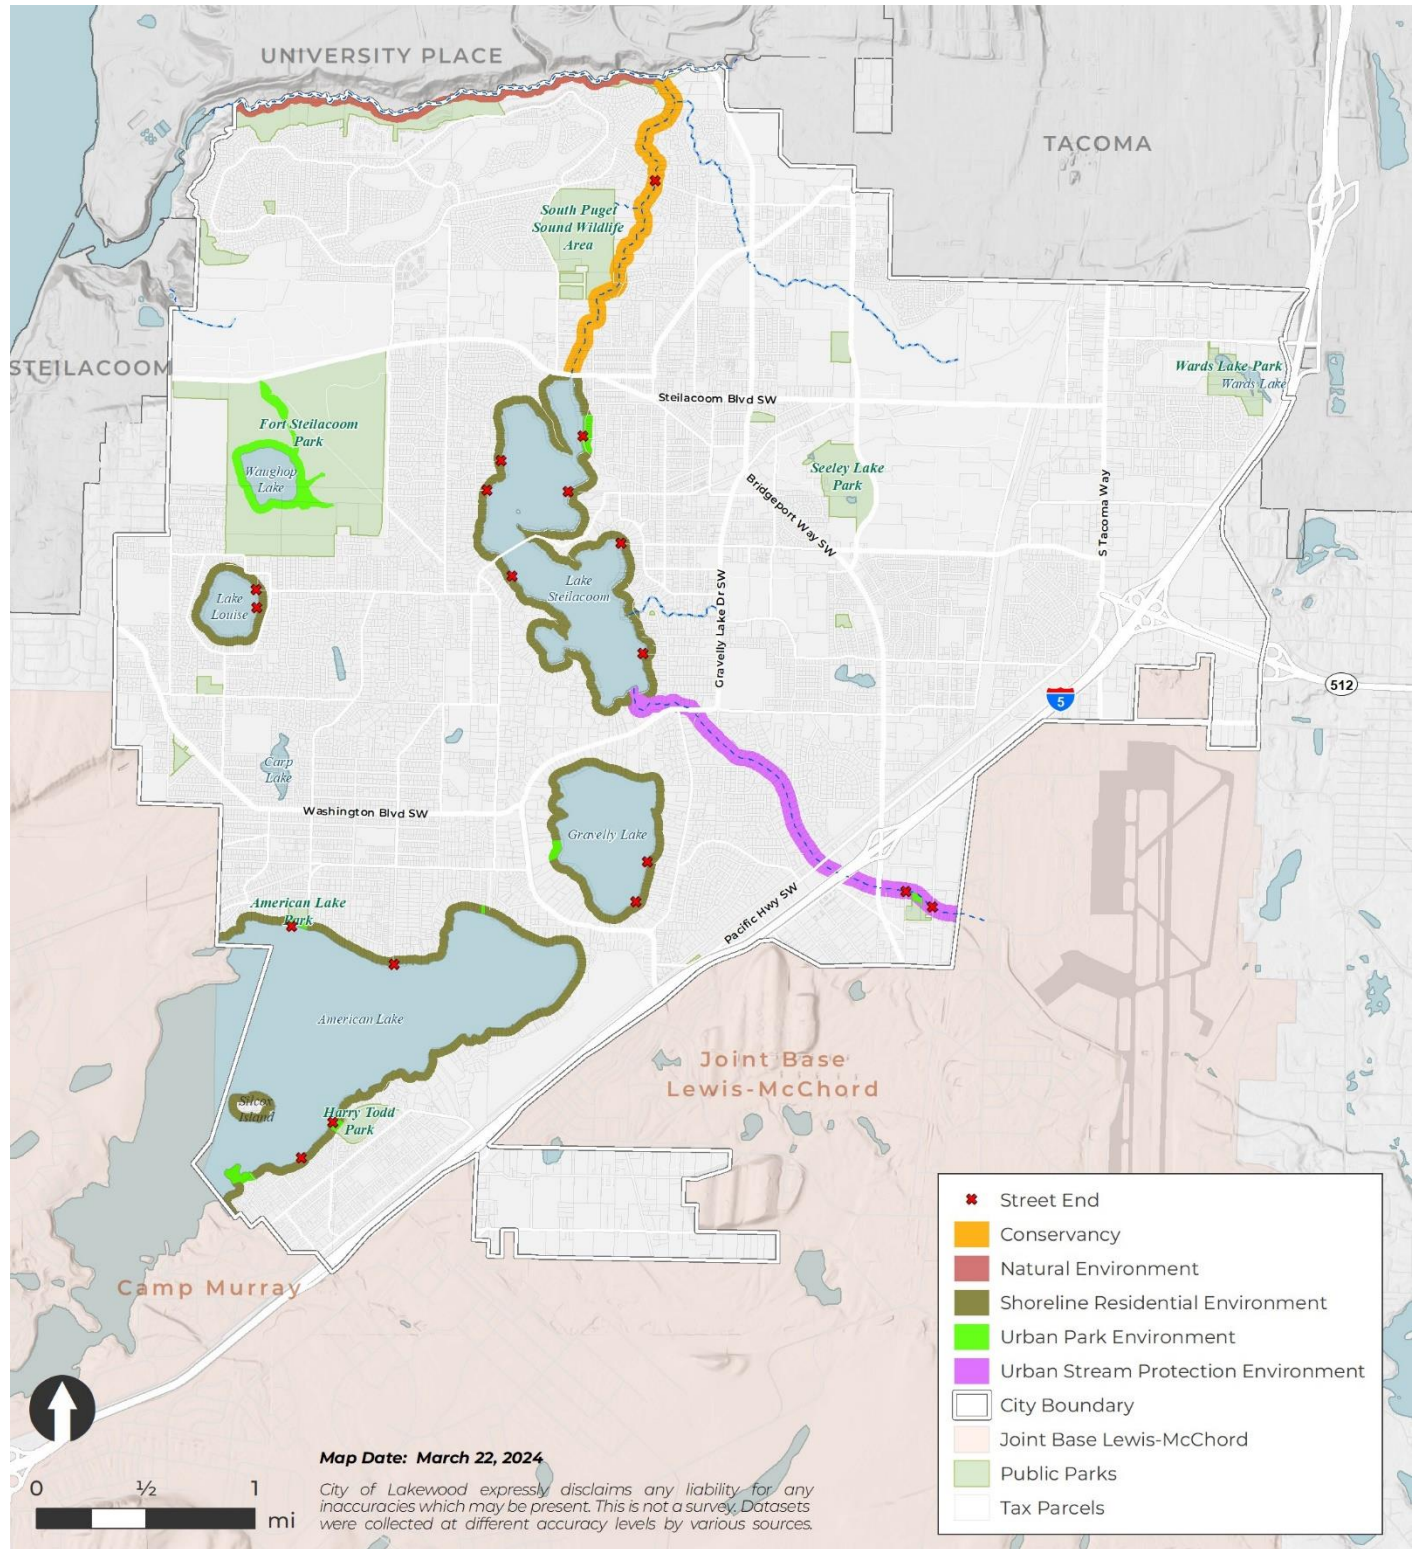 UNIVERSITY PLACE
TACOMA
South Puget
Sound Wildlife
Area
STEILACOOM
Wards Lake Park
Wards Lake
Steilacoom Blvd SW
Fort Steilacoom
Park
Waughop
Lake
Seeley Lake
Park
Bridgeport Way SW
S Tacoma Way
Lake
Steilacoom
Lake
Louise
Gravelly Lake Dr SW
512
5
Carp
Lake
Washington Blvd SW
Gravelly Lake
American Lake
Park
Pacific Hwy SW
American Lake
Joint Base
Lewis-McChord
Silcox
Island
Harry Todd
Park
Camp Murray
Street End
Conservancy
Natural Environment
Shoreline Residential Environment
Urban Park Environment
Urban Stream Protection Environment
City Boundary
Joint Base Lewis-McChord
Public Parks
Tax Parcels
Map Date: March 22, 2024
City of Lakewood expressly disclaims any liability for any
inaccuracies which may be present. This is not a survey. Datasets
were collected at different accuracy levels by various sources.
0 ½ 1
mi